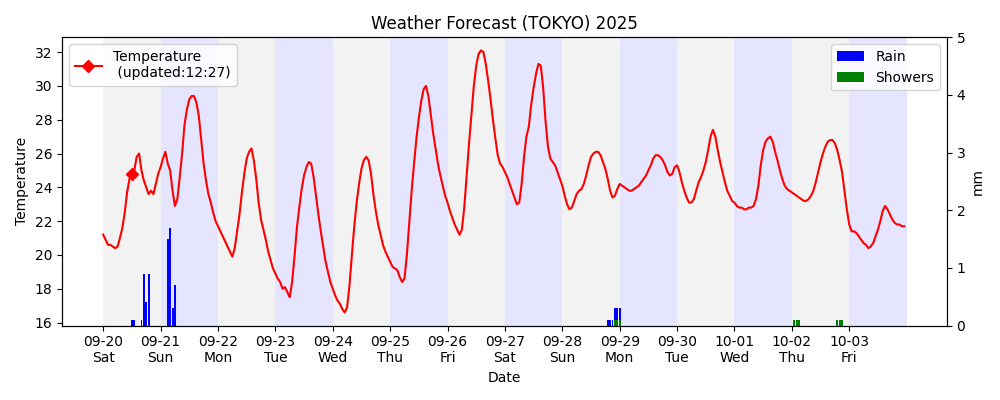 Weather Forecast (TOKYO) 2025
Temperature
(updated:12:27)
Rain
Showers
Temperature
32
30
28
26
24
22
20
18
16
5
4
3
2
1
0
mm
09-20 09-21 09-22 09-23 09-24 09-25 09-26 09-27 09-28 09-29 09-30 10-01 10-02 10-03
Sat Sun Mon Tue Wed Thu Fri Sat Sun Mon Tue Wed Thu Fri
Date